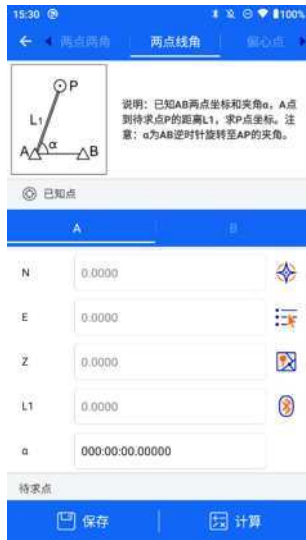 15:30 100%
两点两角 两点线角 偏心点
P
L1
A α B
说明：已知AB两点坐标和夹角α，A点
到待求点P的距离L1，求P点坐标。注
意：α为AB逆时针旋转至AP的夹角。
已知点
A B
N 0.0000
E 0.0000
Z 0.0000
L1 0.0000
α 000:00:00.00000
待求点
保存 计算